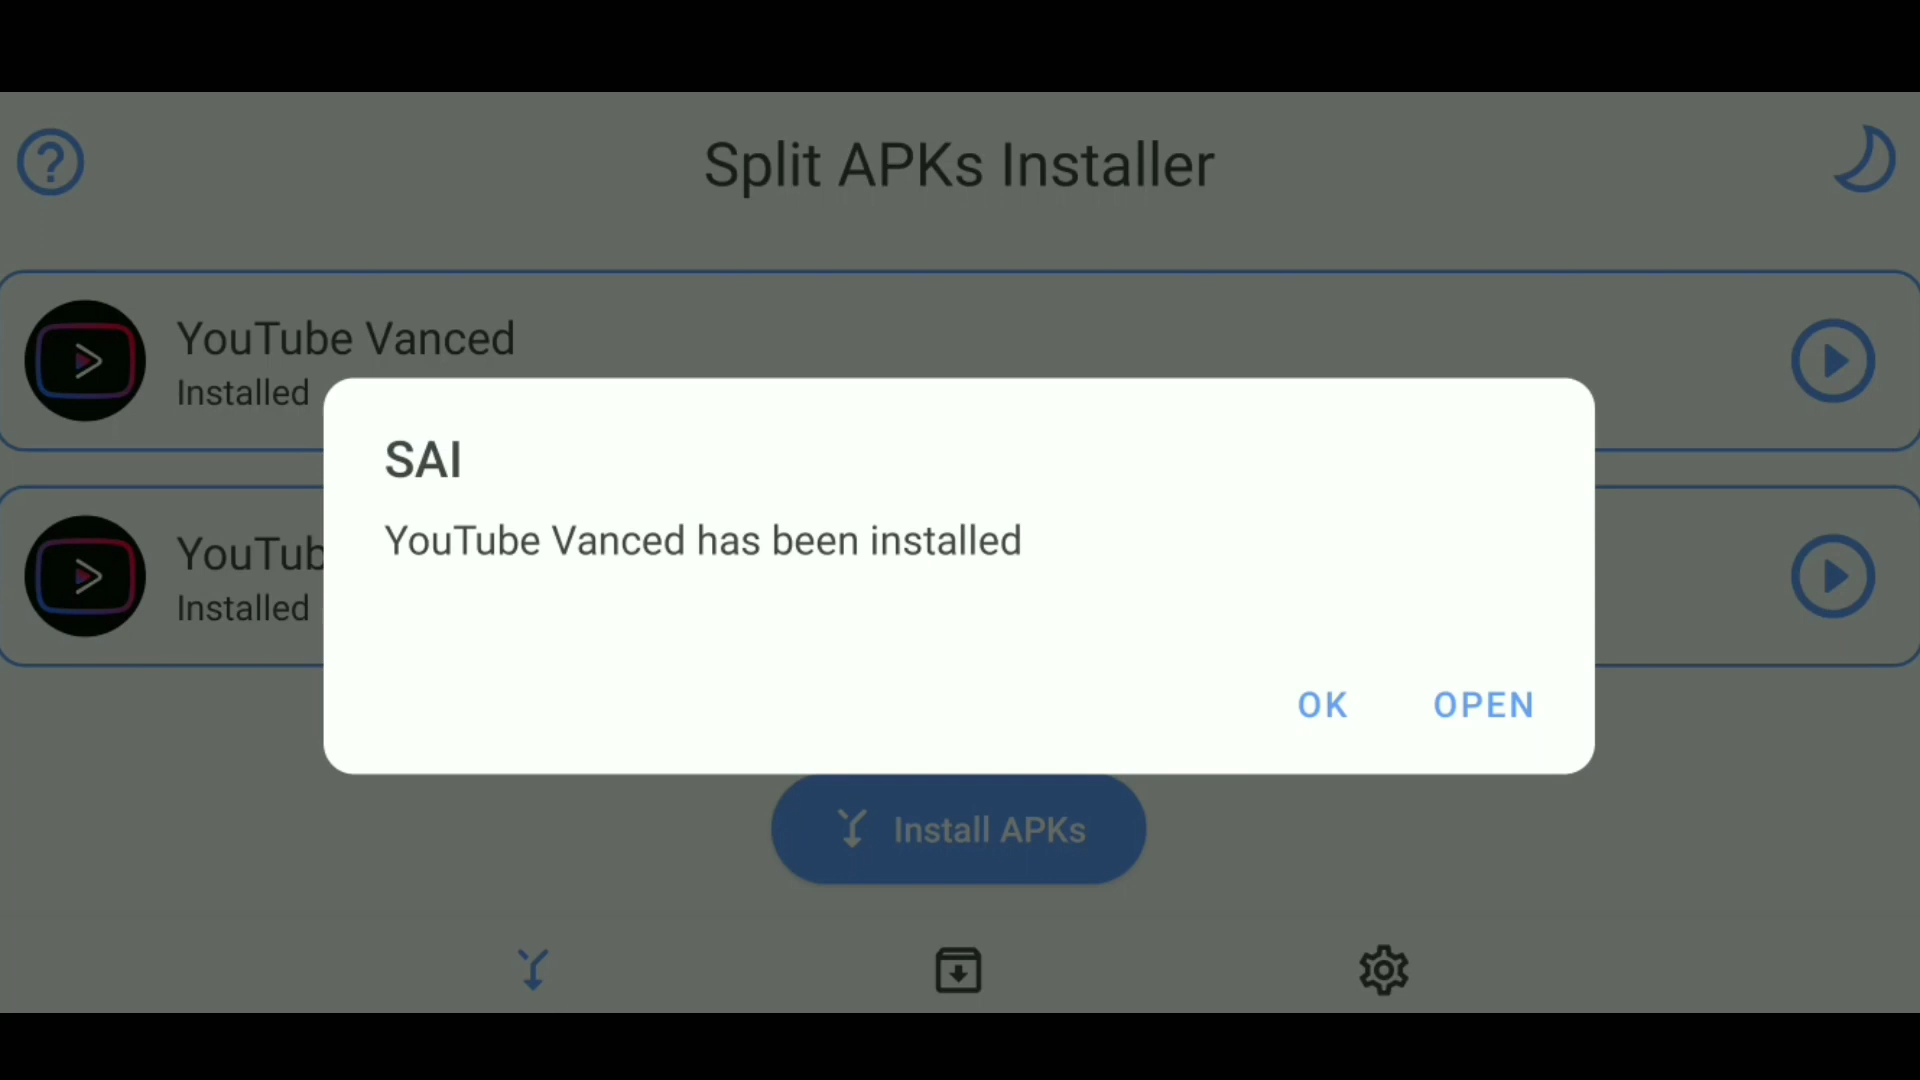 Split APKs Installer
YouTube Vanced
Installed
SAI
YouTube Vanced has been installed
YouTub
Installed
OK OPEN
Install APKs